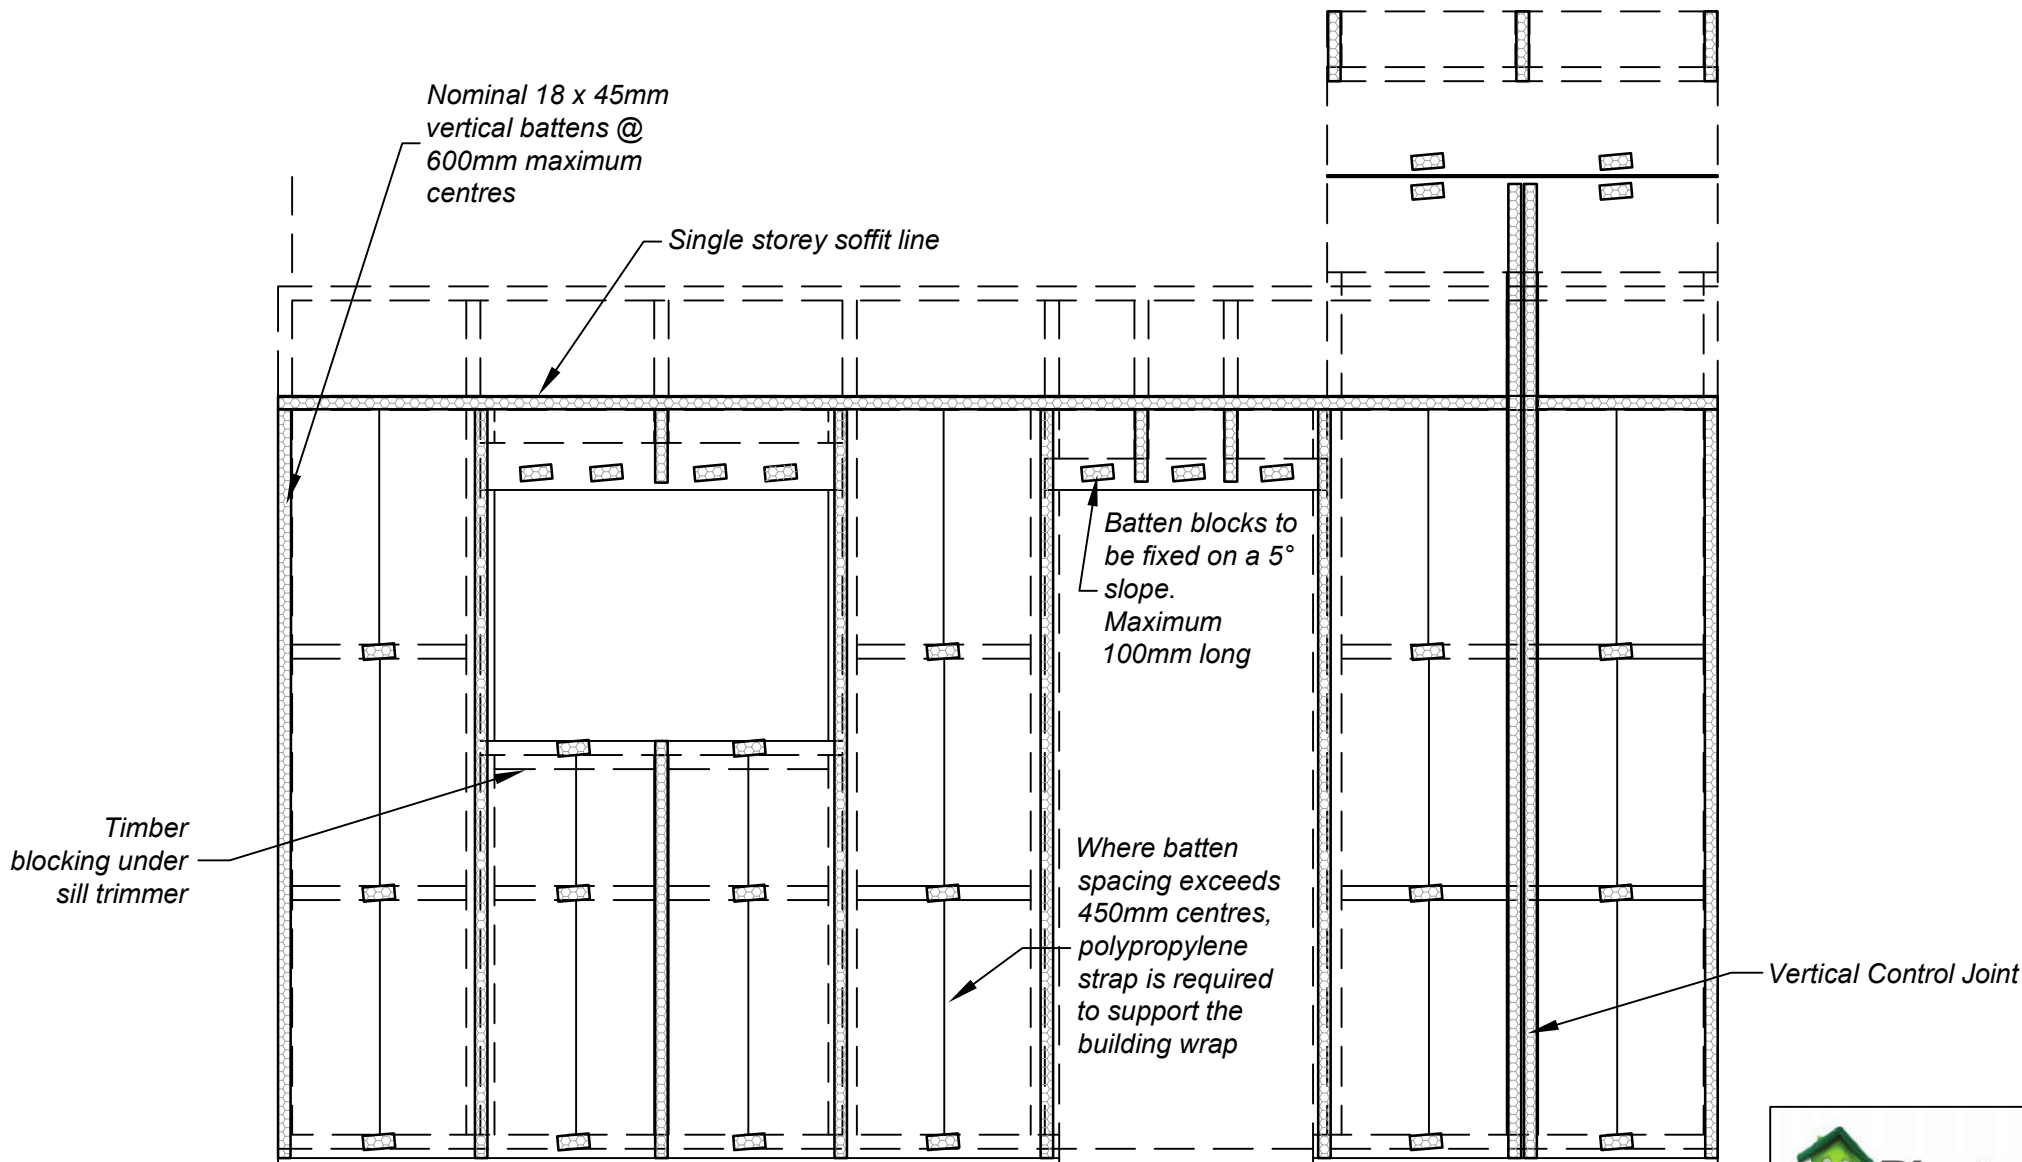 Nominal 18 x 45mm
vertical battens @
600mm maximum
centres
Single storey soffit line
Batten blocks to
be fixed on a 5°
slope.
Maximum
100mm long
Timber
blocking under
sill trimmer
Where batten
spacing exceeds
450mm centres,
polypropylene
strap is required
to support the
building wrap
Vertical Control Joint